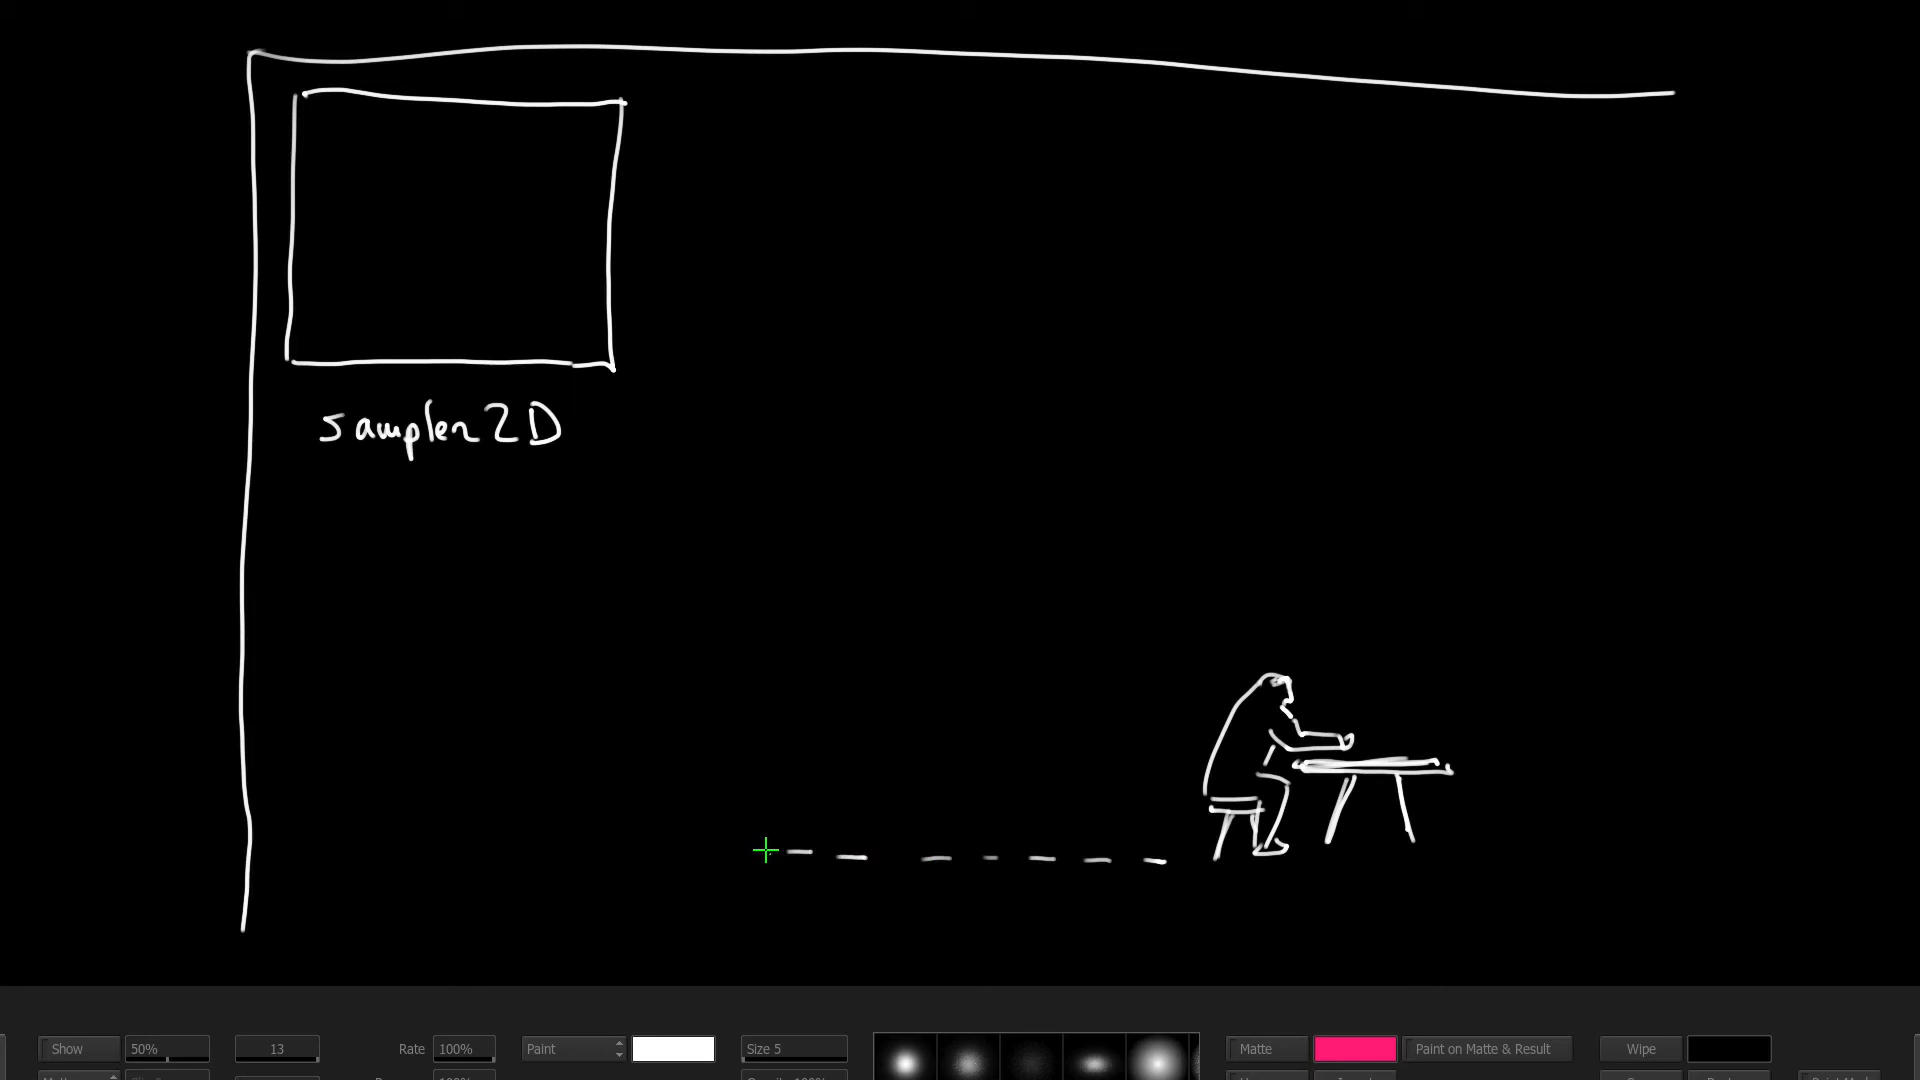 sampler2D
Show 50% 13 Rate 100% Paint Size 5 Matte Paint on Matte & Result Wipe